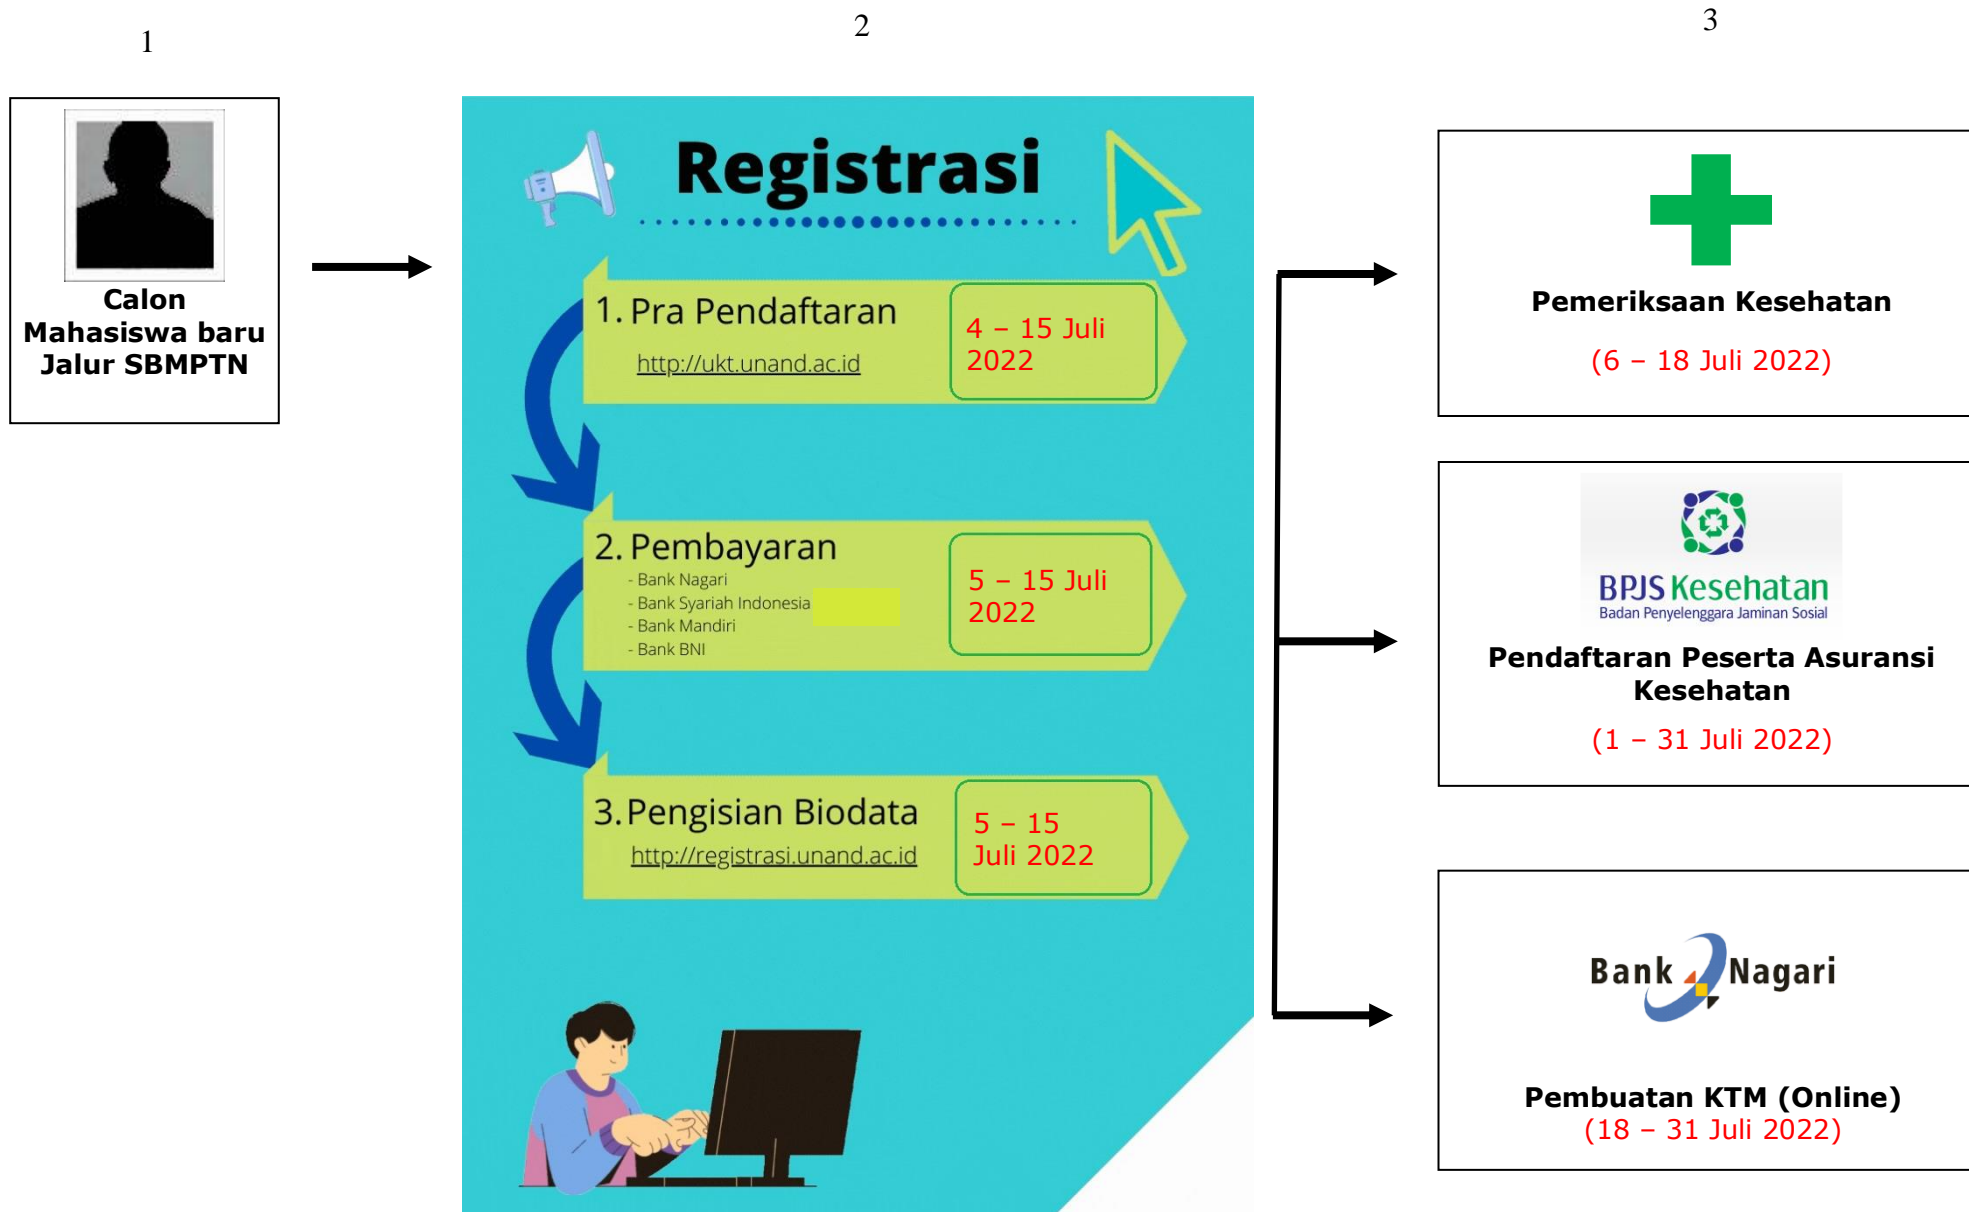 1
2
3
Calon
Mahasiswa baru
Jalur SBMPTN
Registrasi
1. Pra Pendaftaran
http://ukt.unand.ac.id
4 – 15 Juli
2022
2. Pembayaran
- Bank Nagari
- Bank Syariah Indonesia
- Bank Mandiri
- Bank BNI
5 – 15 Juli
2022
3. Pengisian Biodata
http://registrasi.unand.ac.id
5 – 15
Juli 2022
Pemeriksaan Kesehatan
(6 – 18 Juli 2022)
BPJS Kesehatan
Badan Penyelenggara Jaminan Sosial
Pendaftaran Peserta Asuransi
Kesehatan
(1 – 31 Juli 2022)
Bank Nagari
Pembuatan KTM (Online)
(18 – 31 Juli 2022)